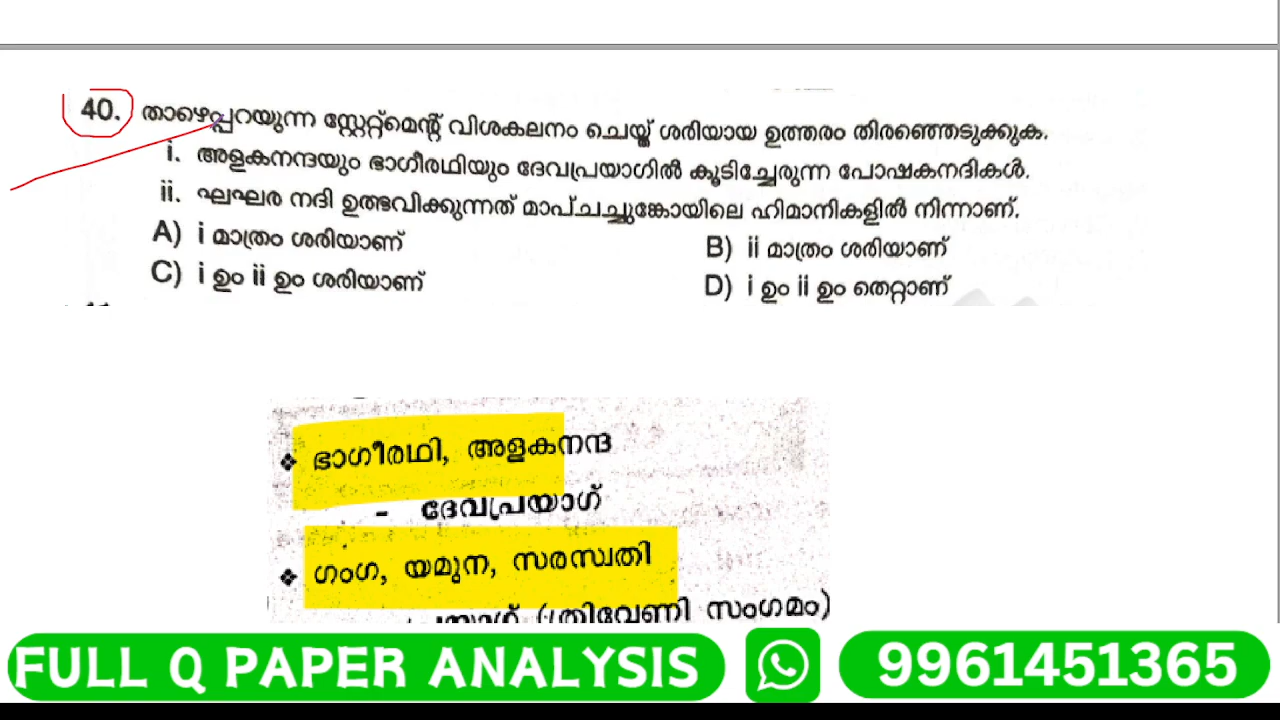 40. താഴെപ്പറയുന്ന സ്റ്റേറ്റ്മെന്റ് വിശകലനം ചെയ്ത് ശരിയായ ഉത്തരം തിരഞ്ഞെടുക്കുക.
i. അളകനന്ദയും ഭാഗീരഥിയും ദേവപ്രയാഗിൽ കൂടിച്ചേരുന്ന പോഷകനദികൾ.
ii. ഘഘര നദി ഉത്ഭവിക്കുന്നത് മാപ്ചച്ചുങ്കോയിലെ ഹിമാനികളിൽ നിന്നാണ്.
A) i മാത്രം ശരിയാണ് B) ii മാത്രം ശരിയാണ്
C) i ഉം ii ഉം ശരിയാണ് D) i ഉം ii ഉം തെറ്റാണ്
❖ ഭാഗീരഥി, അളകനന്ദ
- ദേവപ്രയാഗ്
❖ ഗംഗ, യമുന, സരസ്വതി
(ത്രിവേണി സംഗമം)
FULL Q PAPER ANALYSIS 9961451365